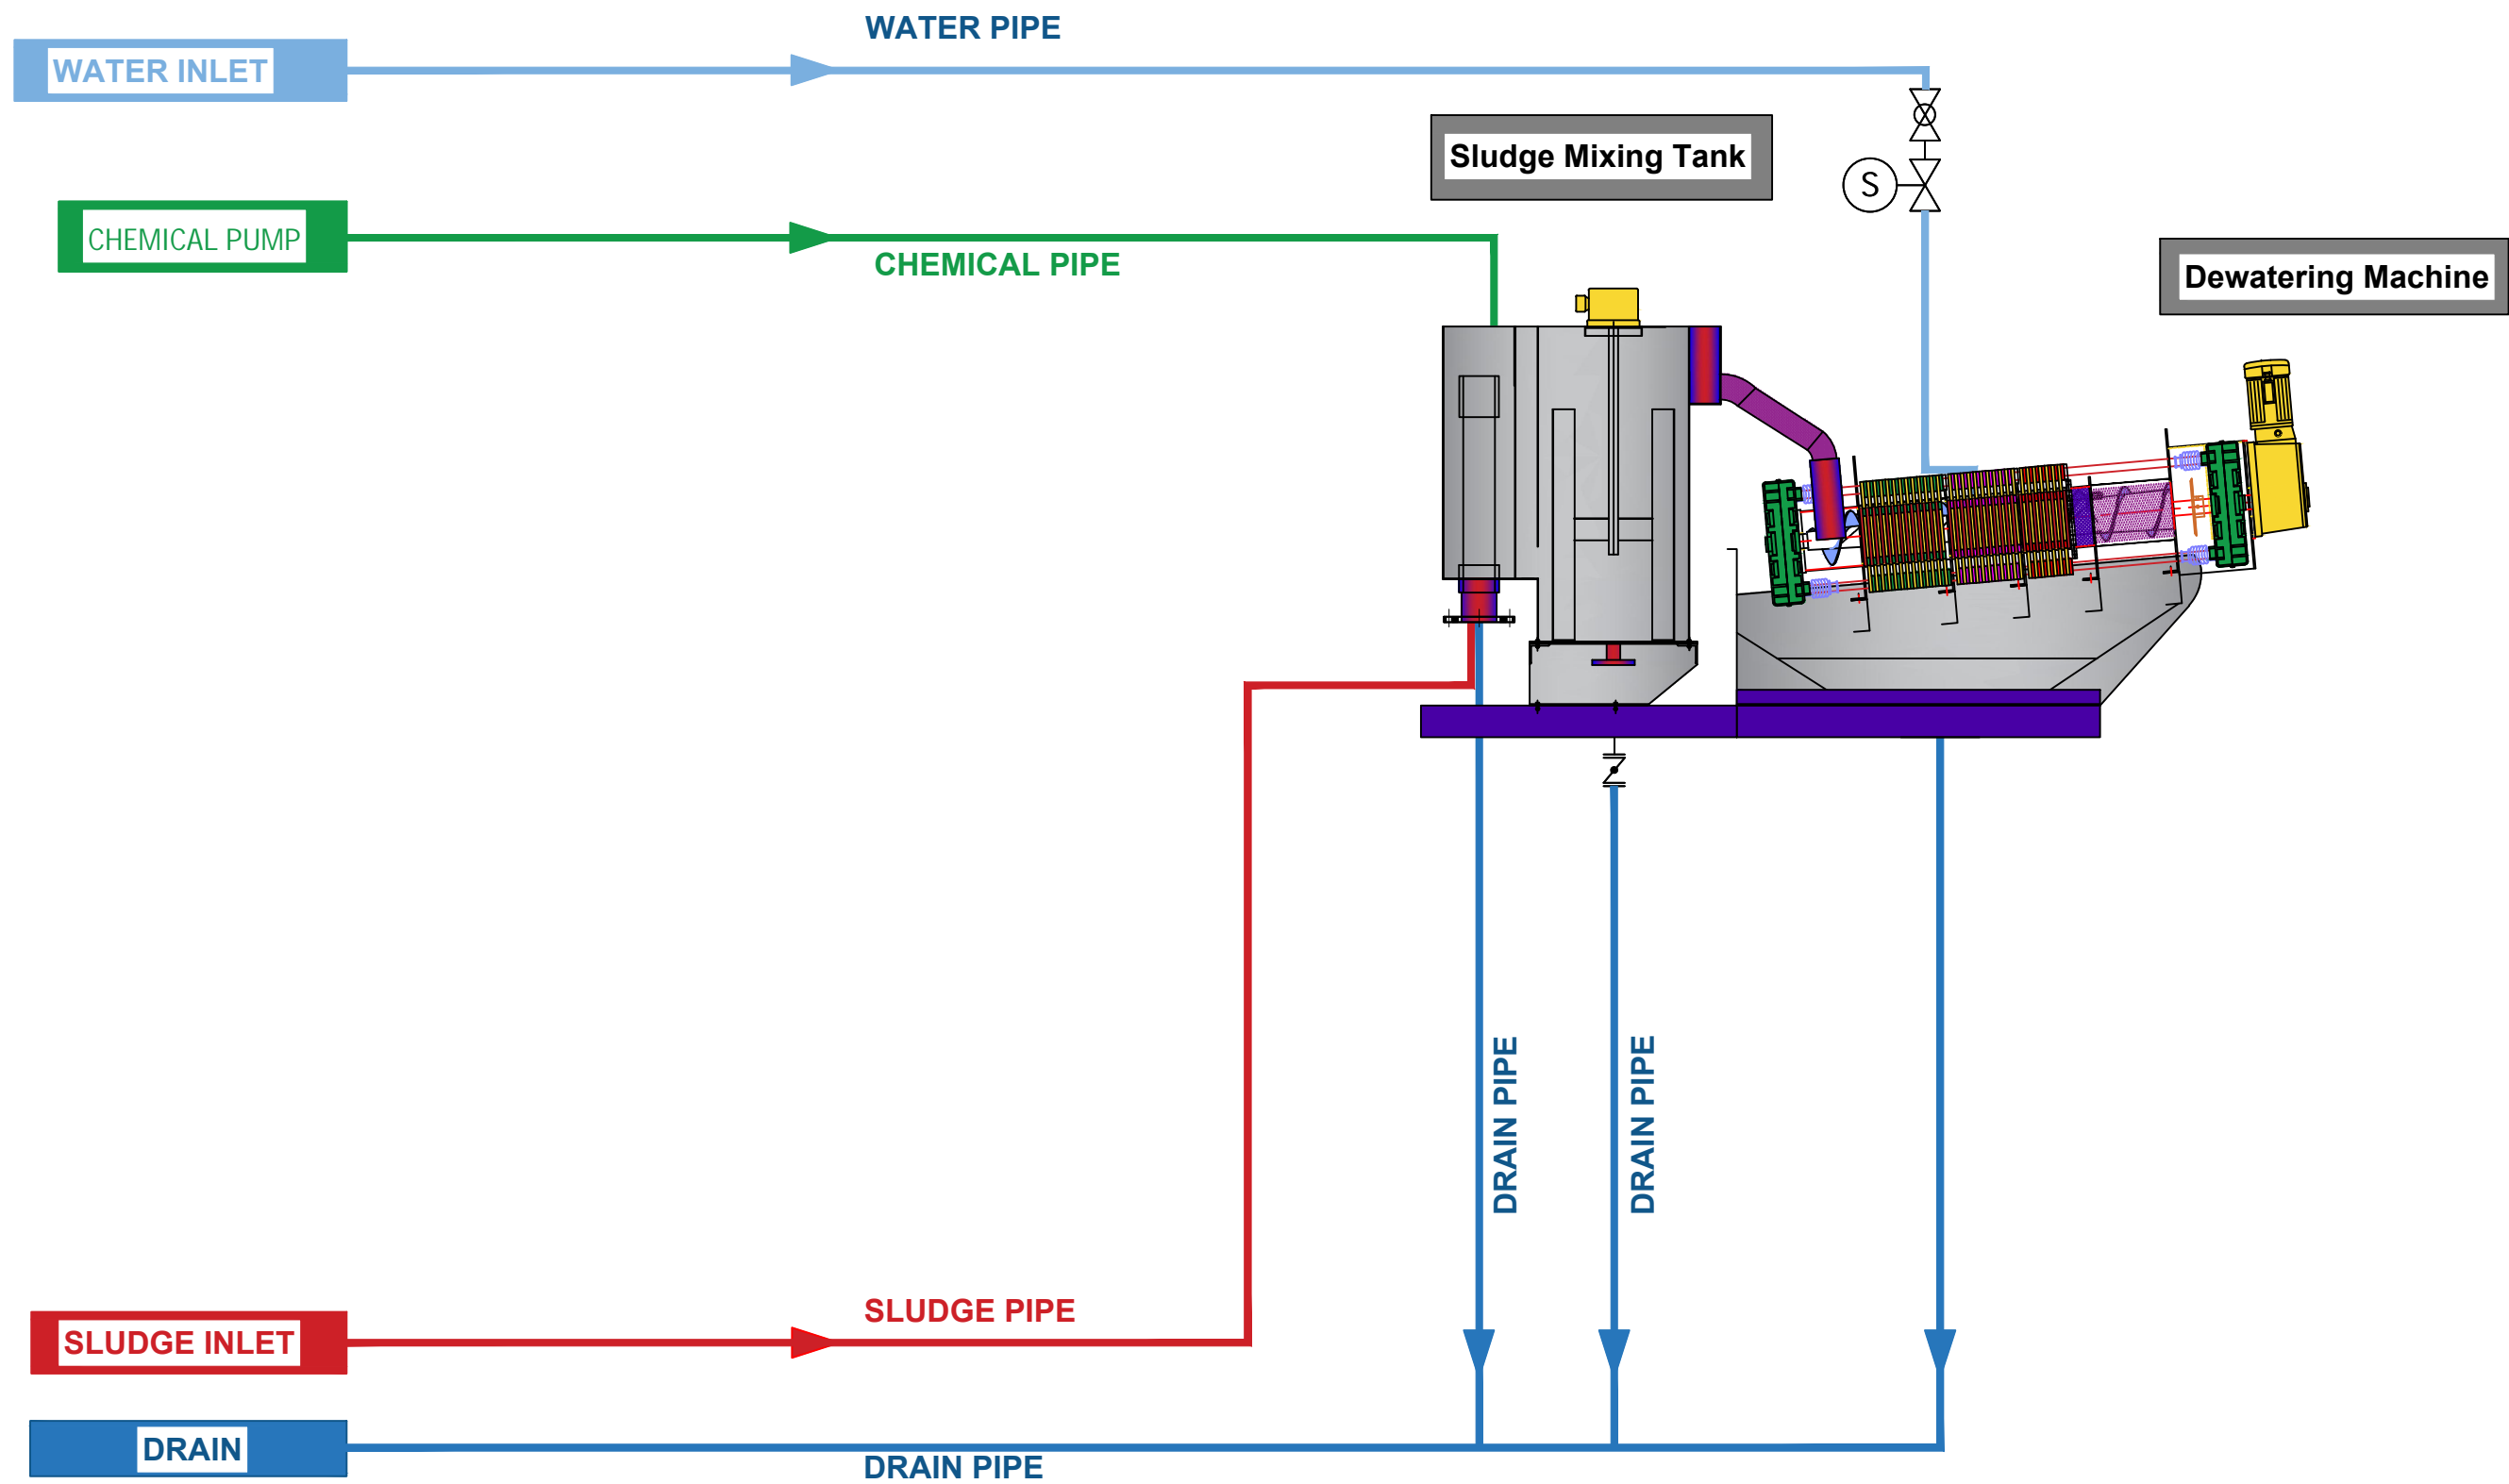 WATER PIPE
WATER INLET
Sludge Mixing Tank
S
CHEMICAL PUMP
CHEMICAL PIPE
Dewatering Machine
DRAIN PIPE
DRAIN PIPE
SLUDGE PIPE
SLUDGE INLET
DRAIN
DRAIN PIPE